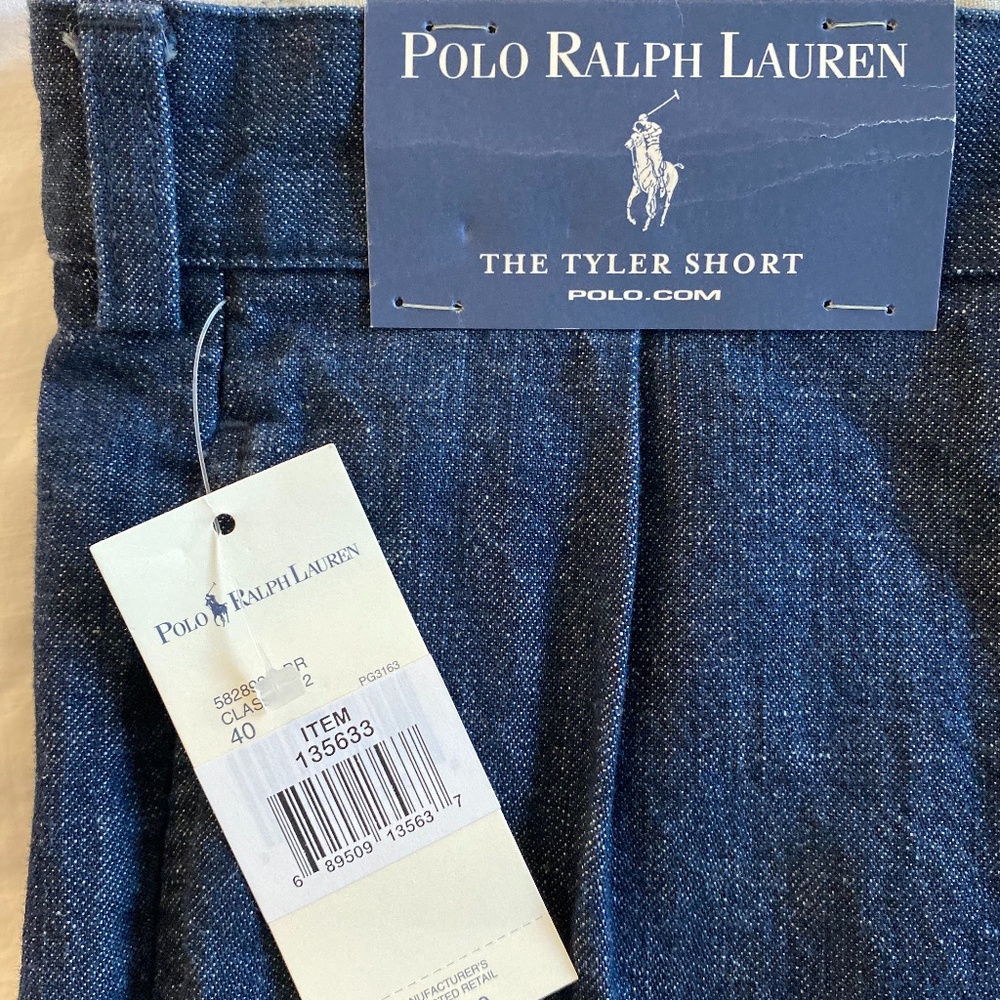 POLO RALPH LAUREN
THE TYLER SHORT
POLO.COM
POLO RALPH LAUREN
PG3163
40
ITEM
135633
6 89509 13563 7